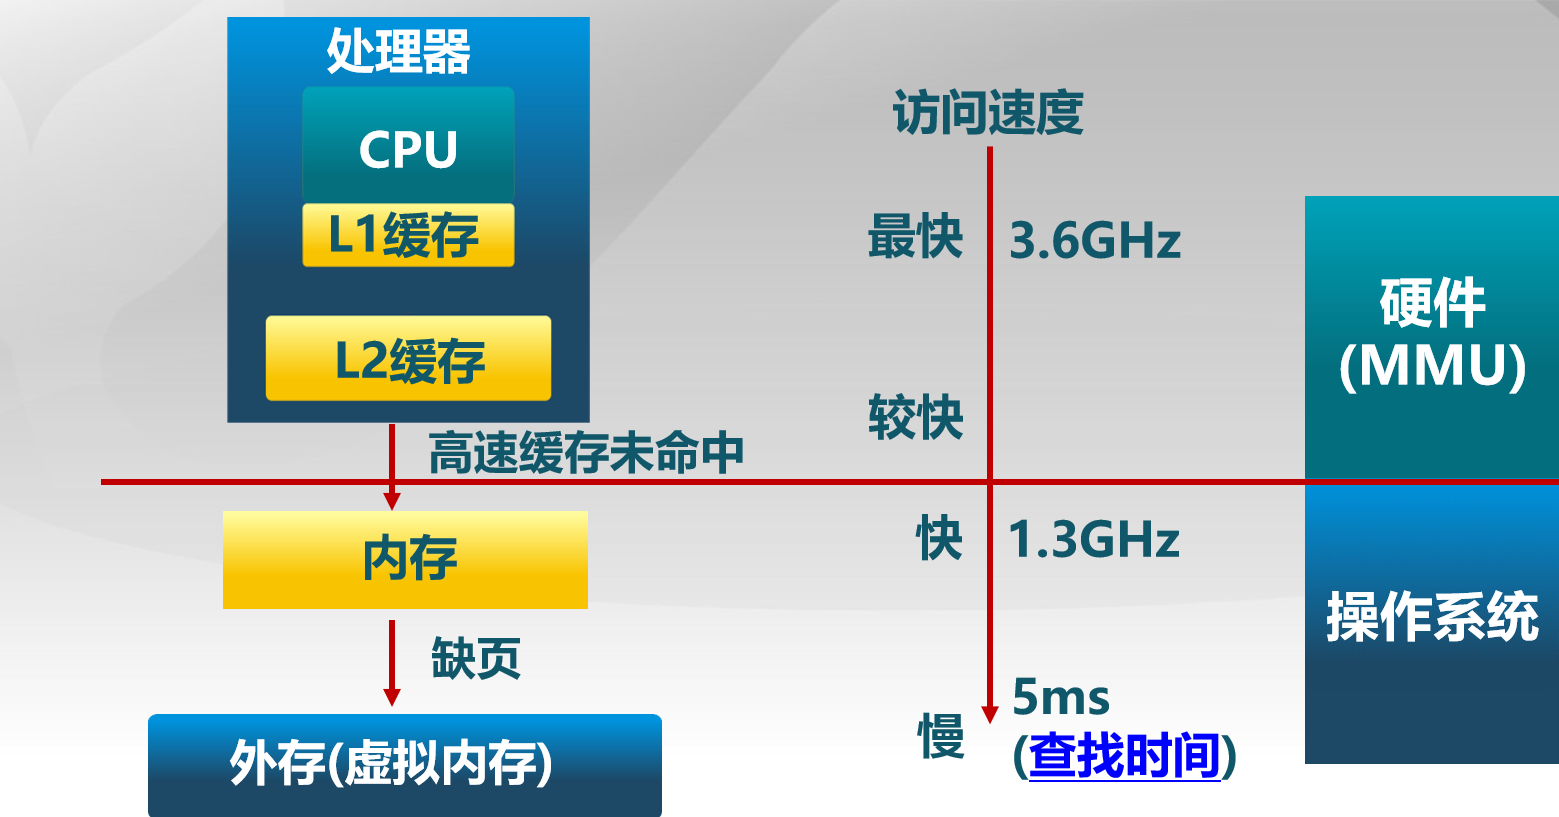 处理器
CPU
L1缓存
L2缓存
高速缓存未命中
内存
缺页
外存(虚拟内存)
访问速度
最快 3.6GHz
较快
快 1.3GHz
慢 5ms
(查找时间)
硬件
(MMU)
操作系统